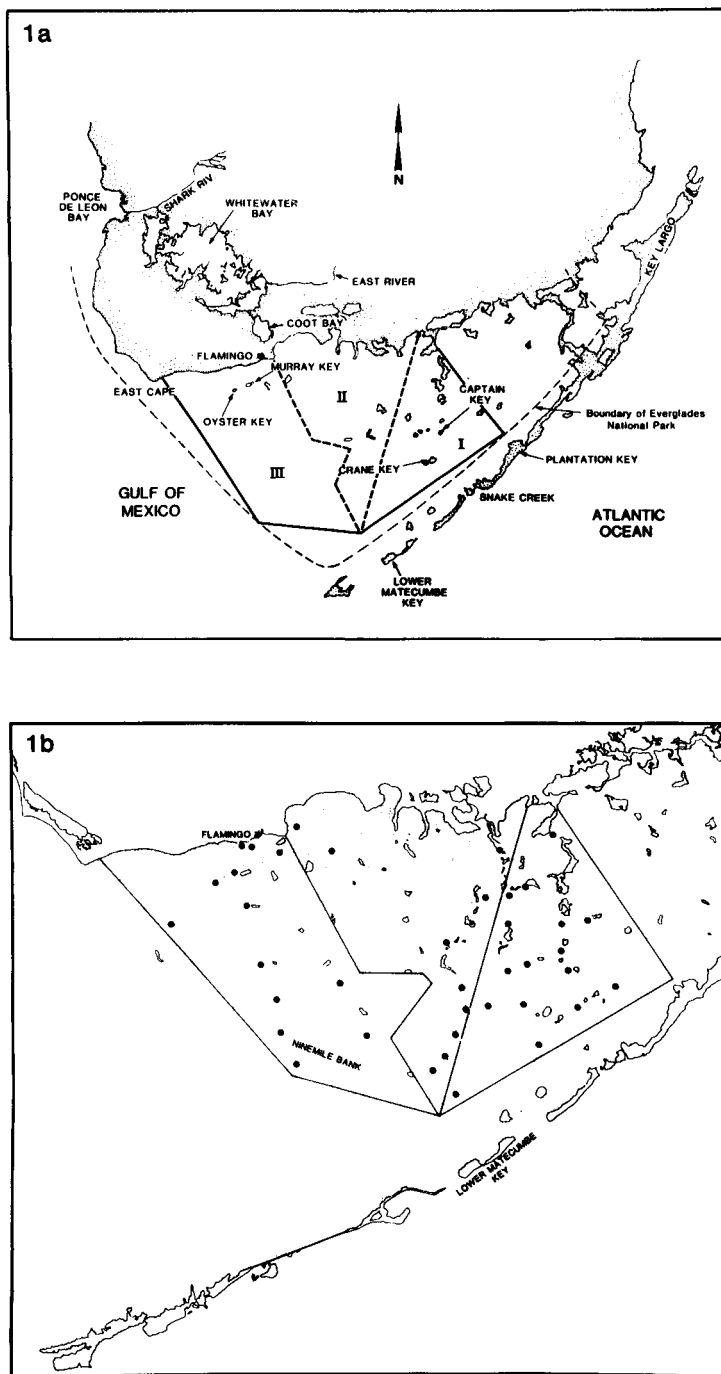 1a
N
PONCE
DE LEON
BAY
SHARK RIV
WHITEWATER
BAY
EAST RIVER
COOT BAY
KEY LARGO
FLAMINGO
MURRAY KEY
EAST CAPE
OYSTER KEY
II
CAPTAIN
KEY
I
Boundary of Everglades
National Park
III
CRANE KEY
PLANTATION KEY
GULF OF
MEXICO
SNAKE CREEK
ATLANTIC
OCEAN
LOWER
MATECUMBE
KEY
1b
FLAMINGO
NINEMILE BANK
LOWER MATECUMBE
KEY